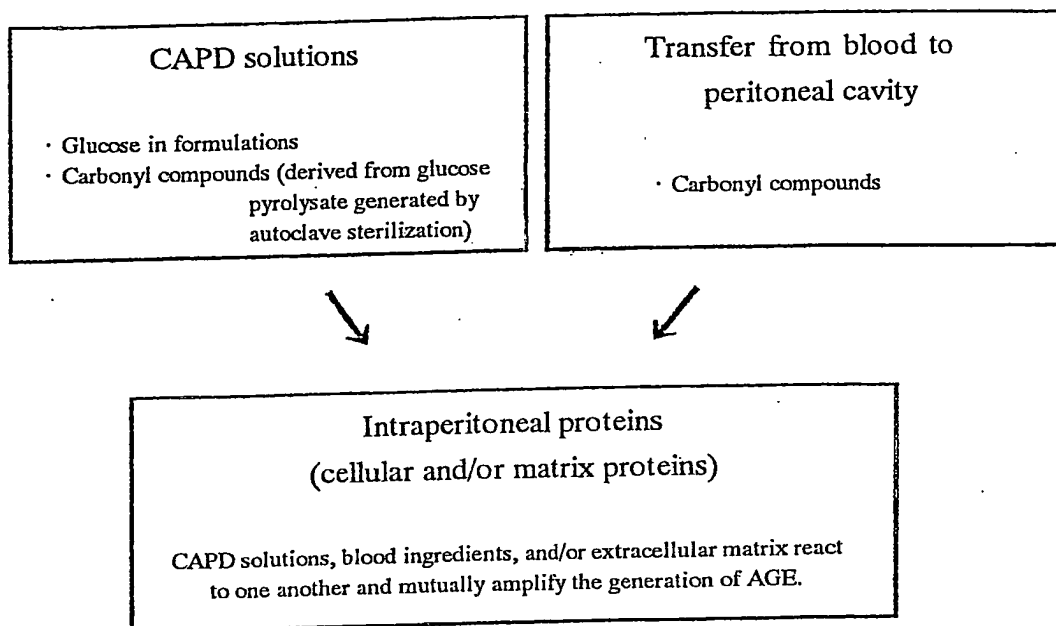 CAPD solutions
· Glucose in formulations
· Carbonyl compounds (derived from glucose
pyrolysate generated by
autoclave sterilization)
Transfer from blood to
peritoneal cavity
· Carbonyl compounds
Intraperitoneal proteins
(cellular and/or matrix proteins)
CAPD solutions, blood ingredients, and/or extracellular matrix react
to one another and mutually amplify the generation of AGE.